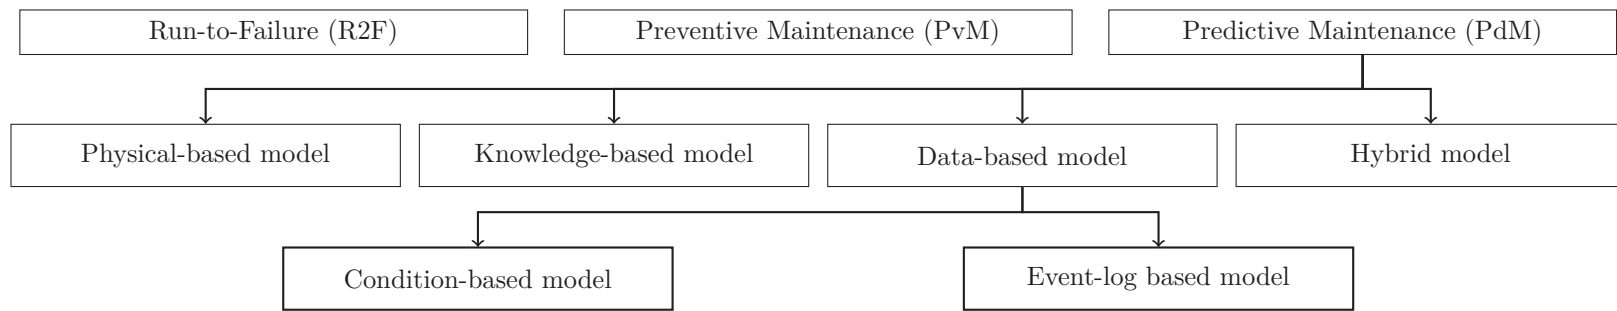 Run-to-Failure (R2F)
Preventive Maintenance (PvM)
Predictive Maintenance (PdM)
Physical-based model
Knowledge-based model
Data-based model
Hybrid model
Condition-based model
Event-log based model